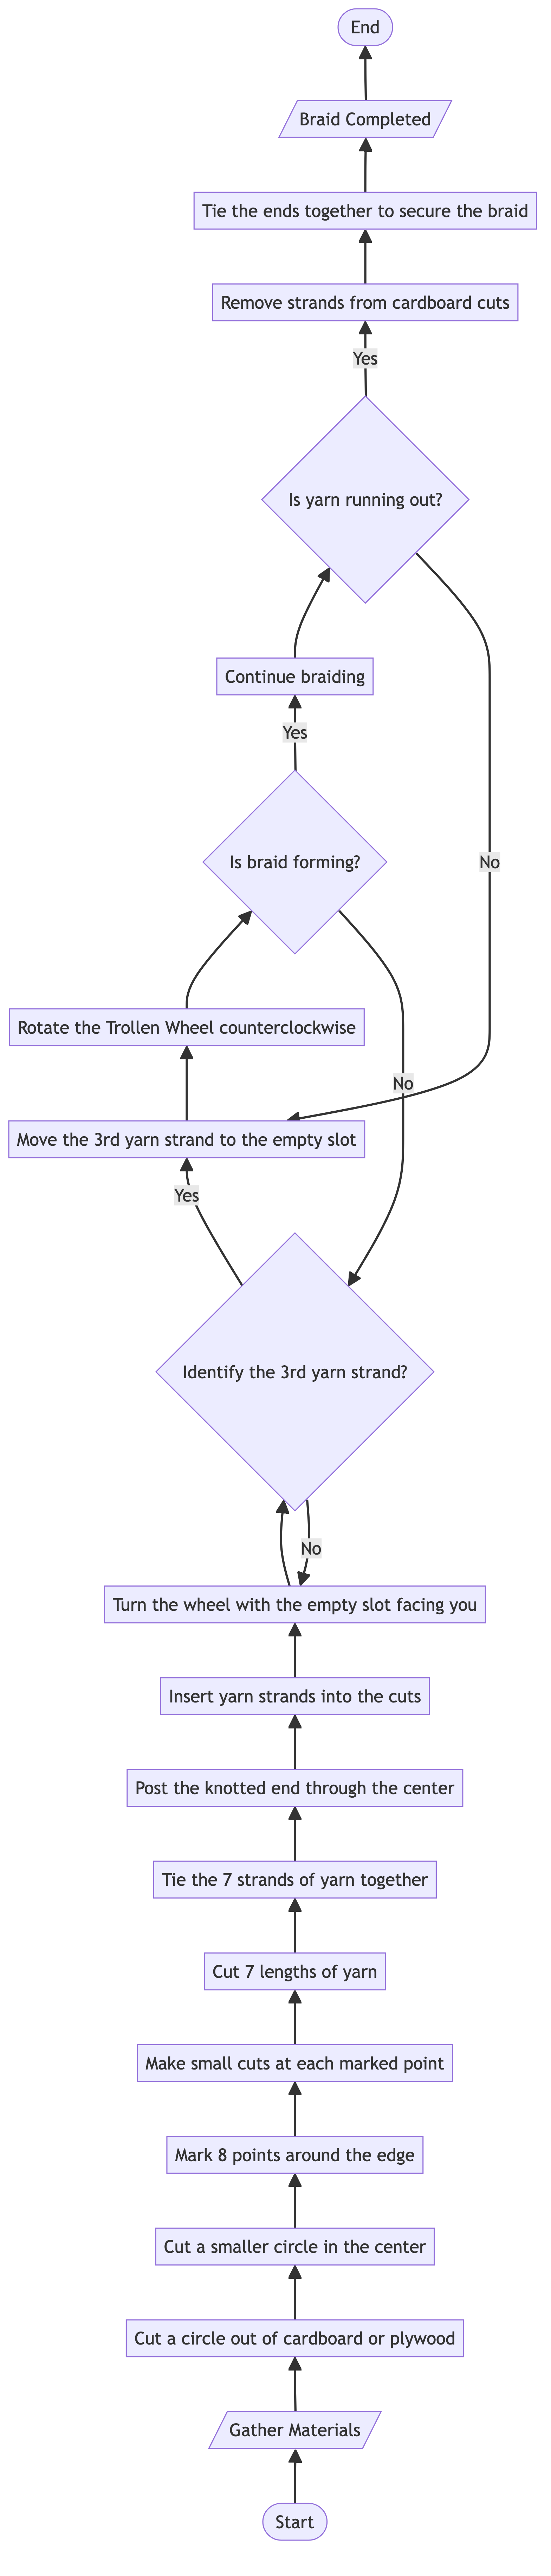 End
Braid Completed
Tie the ends together to secure the braid
Remove strands from cardboard cuts
Yes
Is yarn running out?
Continue braiding
Yes
Is braid forming?
No
Rotate the Trollen Wheel counterclockwise
No
Move the 3rd yarn strand to the empty slot
Yes
Identify the 3rd yarn strand?
No
Turn the wheel with the empty slot facing you
Insert yarn strands into the cuts
Post the knotted end through the center
Tie the 7 strands of yarn together
Cut 7 lengths of yarn
Make small cuts at each marked point
Mark 8 points around the edge
Cut a smaller circle in the center
Cut a circle out of cardboard or plywood
Gather Materials
Start